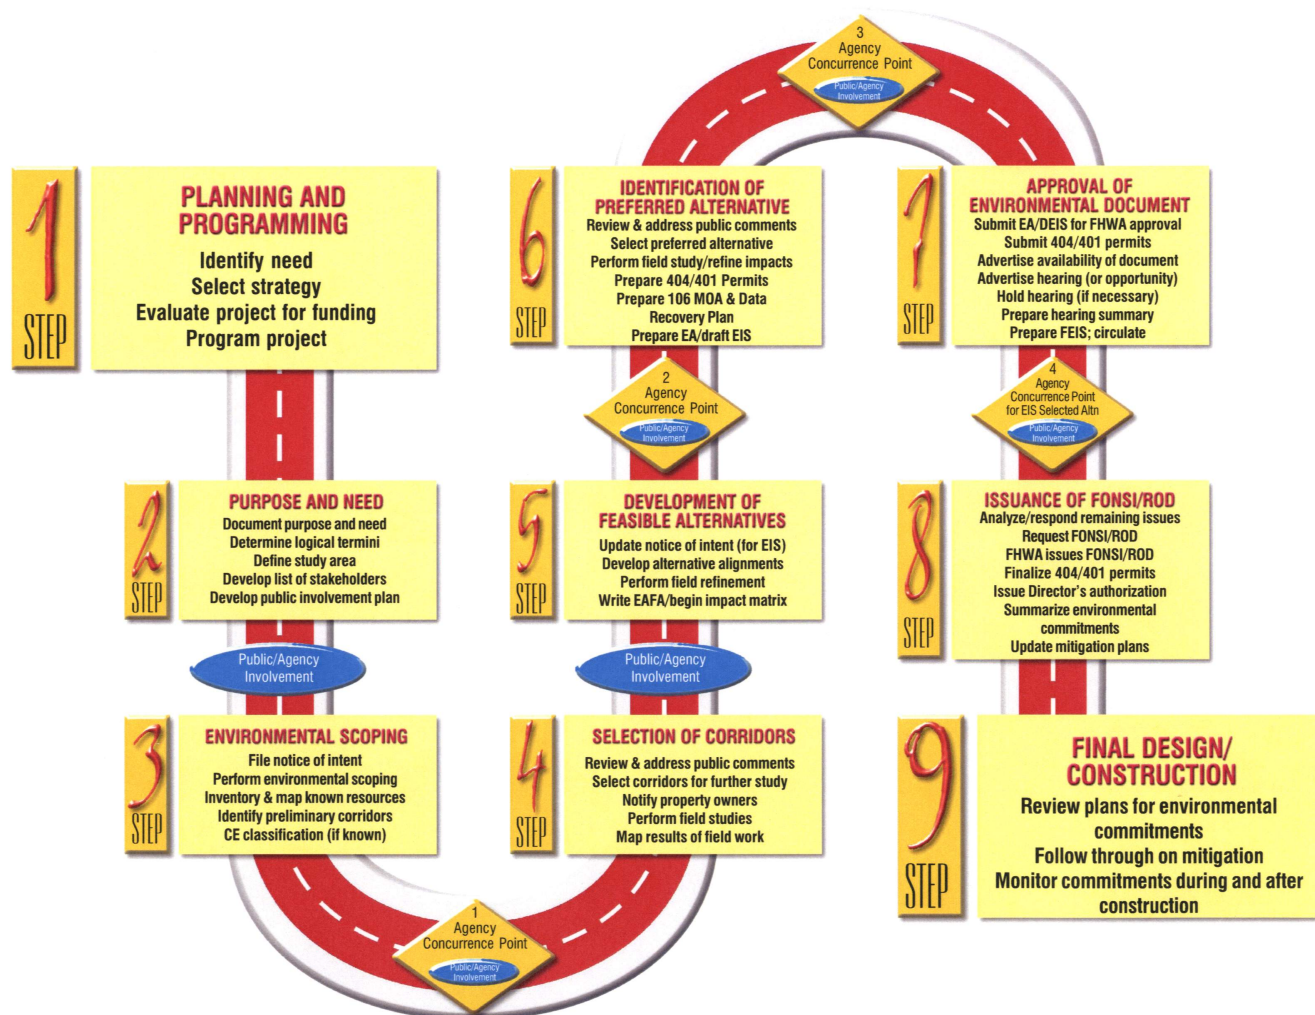 1
STEP
PLANNING AND
PROGRAMMING
Identify need
Select strategy
Evaluate project for funding
Program project
2
STEP
PURPOSE AND NEED
Document purpose and need
Determine logical termini
Define study area
Develop list of stakeholders
Develop public involvement plan
Public/Agency
Involvement
3
STEP
ENVIRONMENTAL SCOPING
File notice of intent
Perform environmental scoping
Inventory & map known resources
Identify preliminary corridors
CE classification (if known)
1
Agency
Concurrence Point
Public/Agency
Involvement
4
STEP
SELECTION OF CORRIDORS
Review & address public comments
Select corridors for further study
Notify property owners
Perform field studies
Map results of field work
Public/Agency
Involvement
5
STEP
DEVELOPMENT OF
FEASIBLE ALTERNATIVES
Update notice of intent (for EIS)
Develop alternative alignments
Perform field refinement
Write EAFA/begin impact matrix
2
Agency
Concurrence Point
Public/Agency
Involvement
6
STEP
IDENTIFICATION OF
PREFERRED ALTERNATIVE
Review & address public comments
Select preferred alternative
Perform field study/refine impacts
Prepare 404/401 Permits
Prepare 106 MOA & Data
Recovery Plan
Prepare EA/draft EIS
3
Agency
Concurrence Point
Public/Agency
Involvement
7
STEP
APPROVAL OF
ENVIRONMENTAL DOCUMENT
Submit EA/DEIS for FHWA approval
Submit 404/401 permits
Advertise availability of document
Advertise hearing (or opportunity)
Hold hearing (if necessary)
Prepare hearing summary
Prepare FEIS; circulate
4
Agency
Concurrence Point
for EIS Selected Altn
Public/Agency
Involvement
8
STEP
ISSUANCE OF FONSI/ROD
Analyze/respond remaining issues
Request FONSI/ROD
FHWA issues FONSI/ROD
Finalize 404/401 permits
Issue Director's authorization
Summarize environmental
commitments
Update mitigation plans
9
STEP
FINAL DESIGN/
CONSTRUCTION
Review plans for environmental
commitments
Follow through on mitigation
Monitor commitments during and after
construction